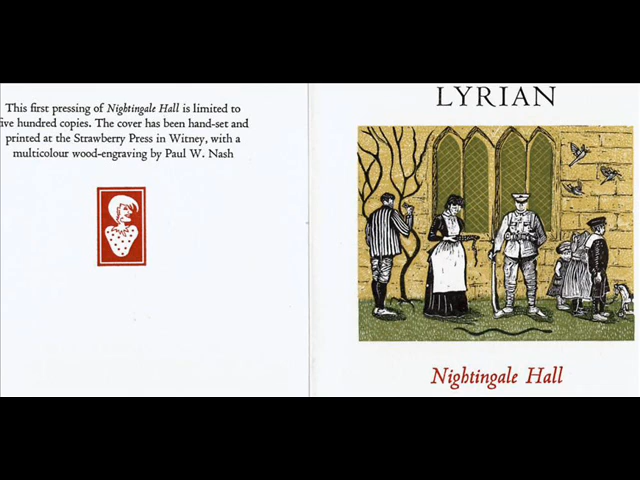 This first pressing of Nightingale Hall is limited to
five hundred copies. The cover has been hand-set and
printed at the Strawberry Press in Witney, with a
multicolour wood-engraving by Paul W. Nash
LYRIAN
Nightingale Hall